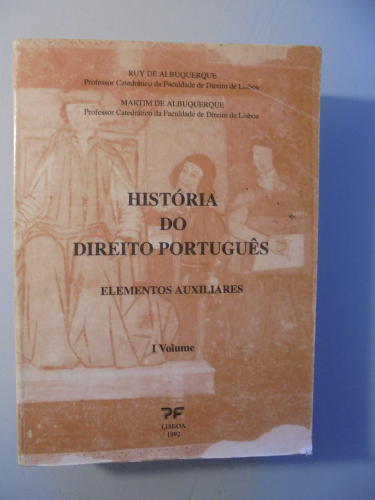 RUY DE ALBUQUERQUE
Professor Catedrático da Faculdade de Direito de Lisboa
MARTIM DE ALBUQUERQUE
Professor Catedrático da Faculdade de Direito de Lisboa
HISTÓRIA
DO
DIREITO PORTUGUÊS
ELEMENTOS AUXILIARES
I Volume
PF
LISBOA
1992